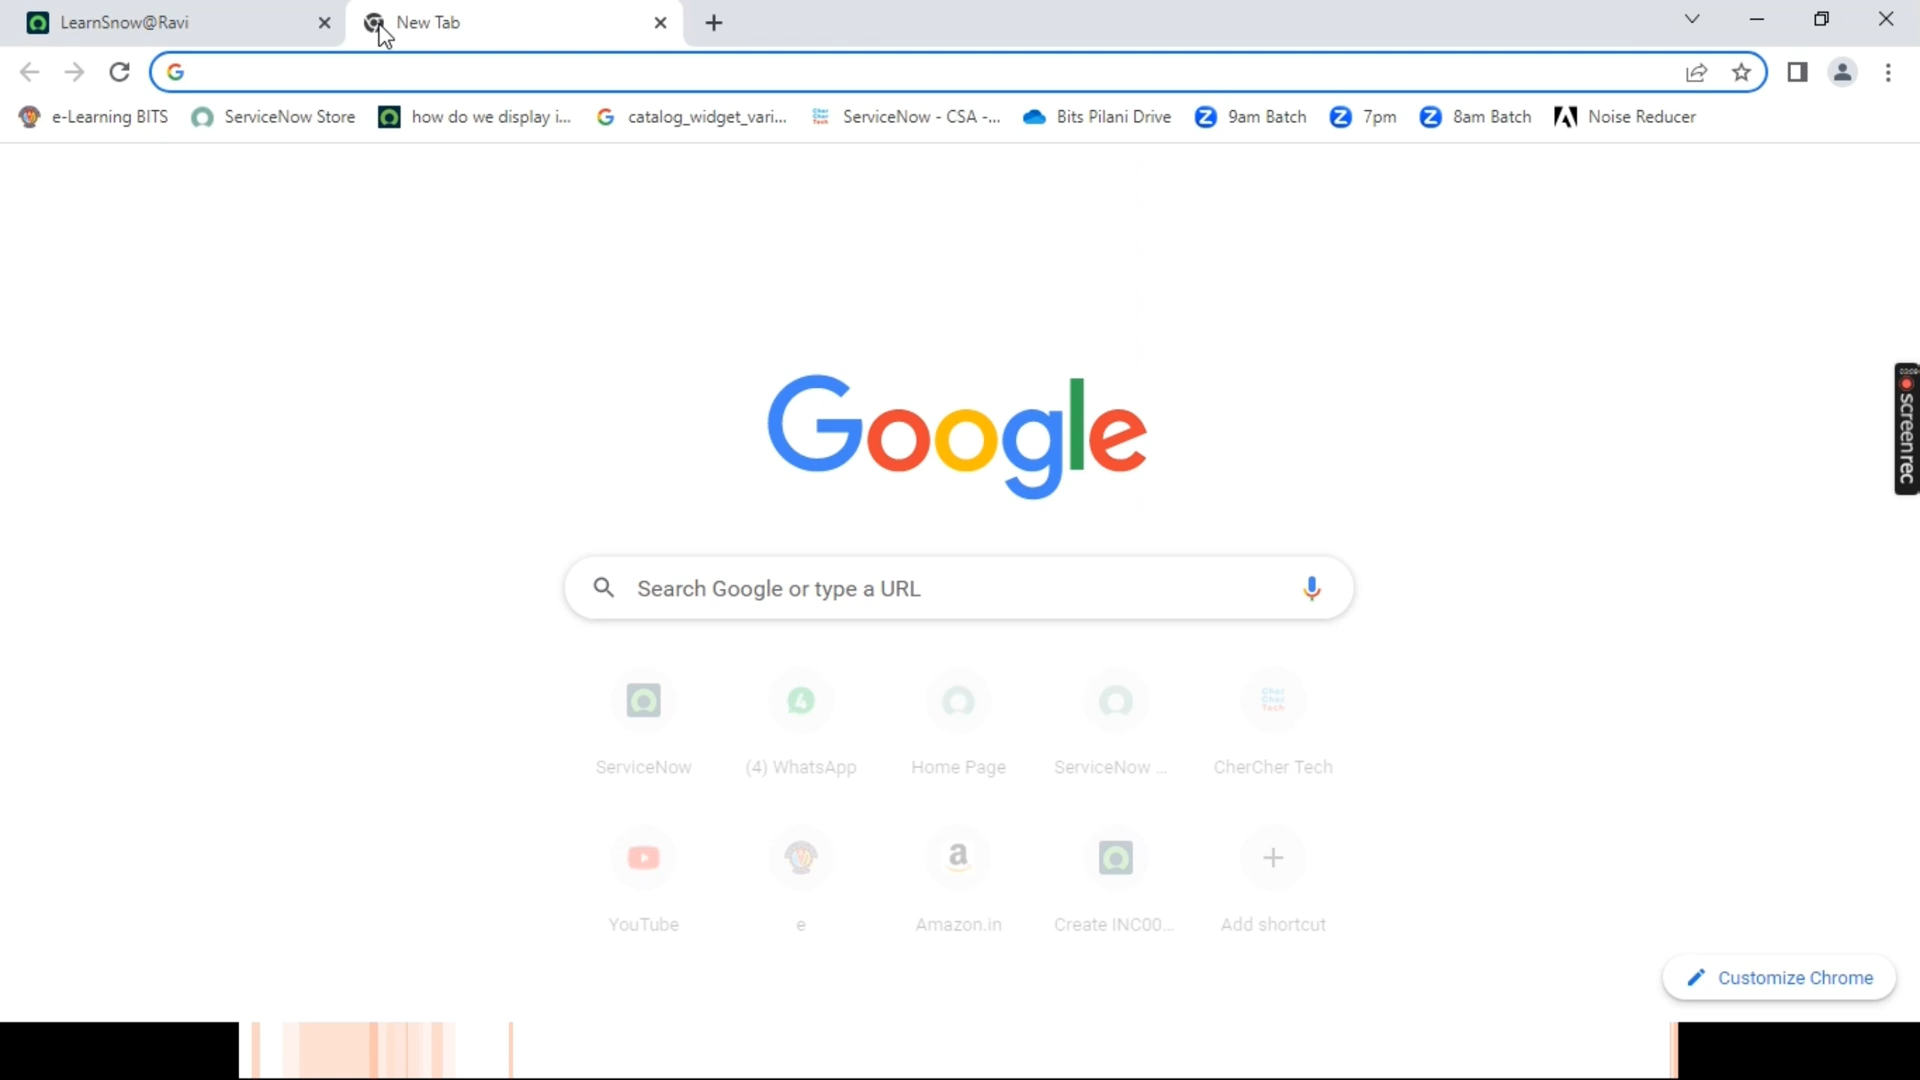 LearnSnow@Ravi
New Tab
e-Learning BITS
ServiceNow Store
how do we display i...
catalog_widget_vari...
ServiceNow - CSA -...
Bits Pilani Drive
9am Batch
7pm
8am Batch
Noise Reducer
Google
Search Google or type a URL
ServiceNow
(4) WhatsApp
Home Page
ServiceNow ...
CherCher Tech
YouTube
e
Amazon.in
Create INC00...
Add shortcut
Customize Chrome
screenrec